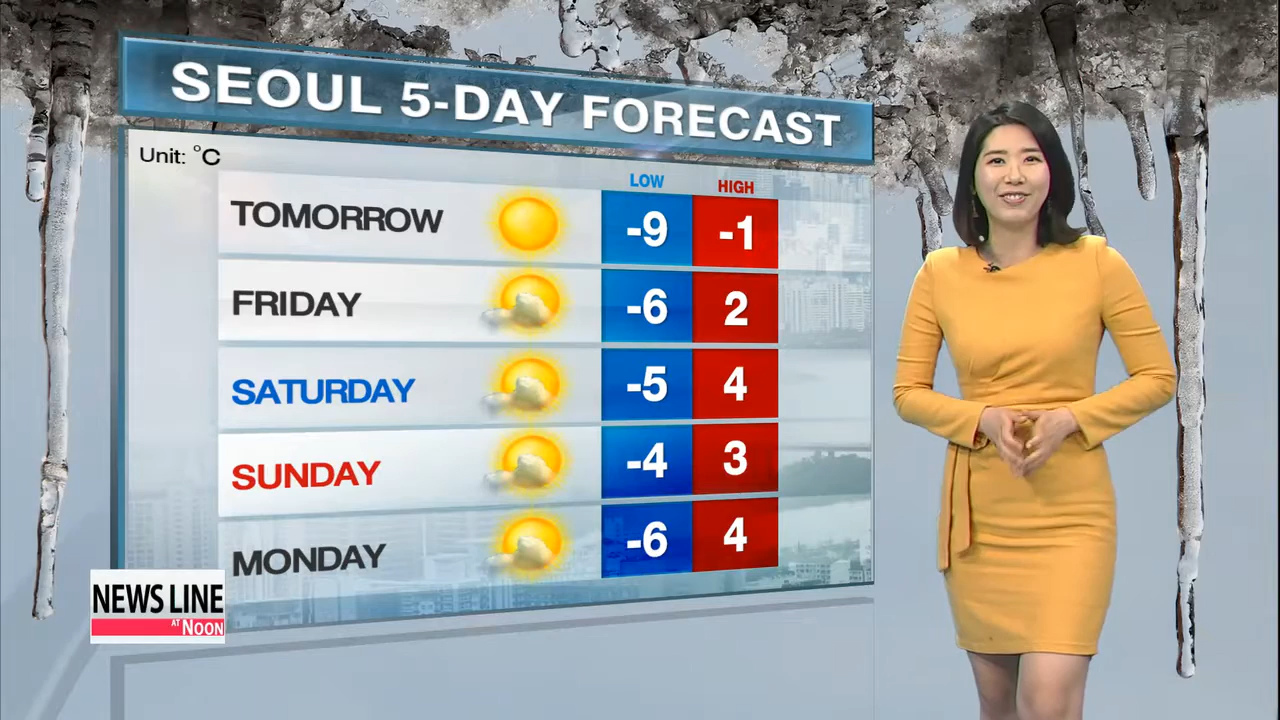 SEOUL 5-DAY FORECAST
Unit: °C
LOW HIGH
TOMORROW -9 -1
FRIDAY -6 2
SATURDAY -5 4
SUNDAY -4 3
MONDAY -6 4
NEWS LINE
AT NOON